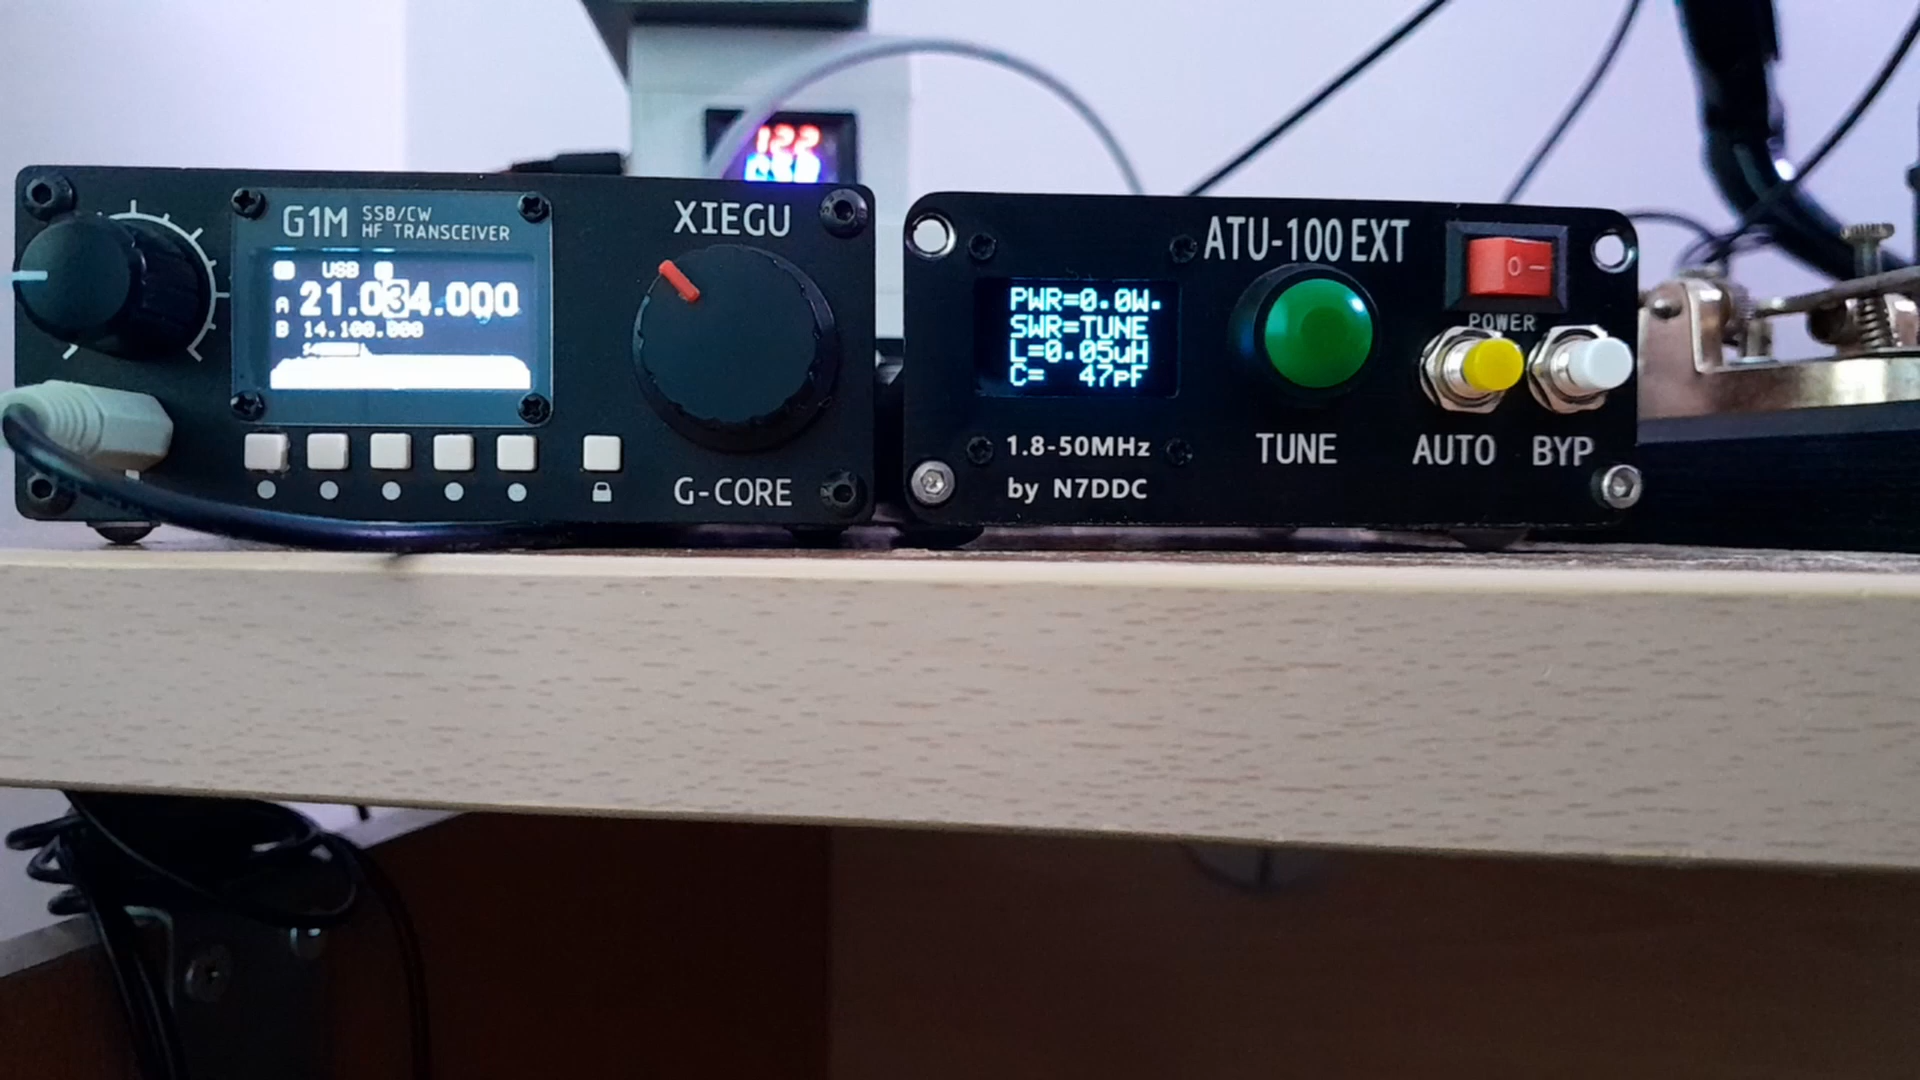 122
G1M
SSB/CW
HF TRANSCEIVER
XIEGU
USB
A 21.034.000
B 14.100.000
G-CORE
ATU-100 EXT
PWR=0.0W.
SWR=TUNE
L=0.05uH
C= 47pF
POWER
1.8-50MHz
by N7DDC
TUNE
AUTO
BYP